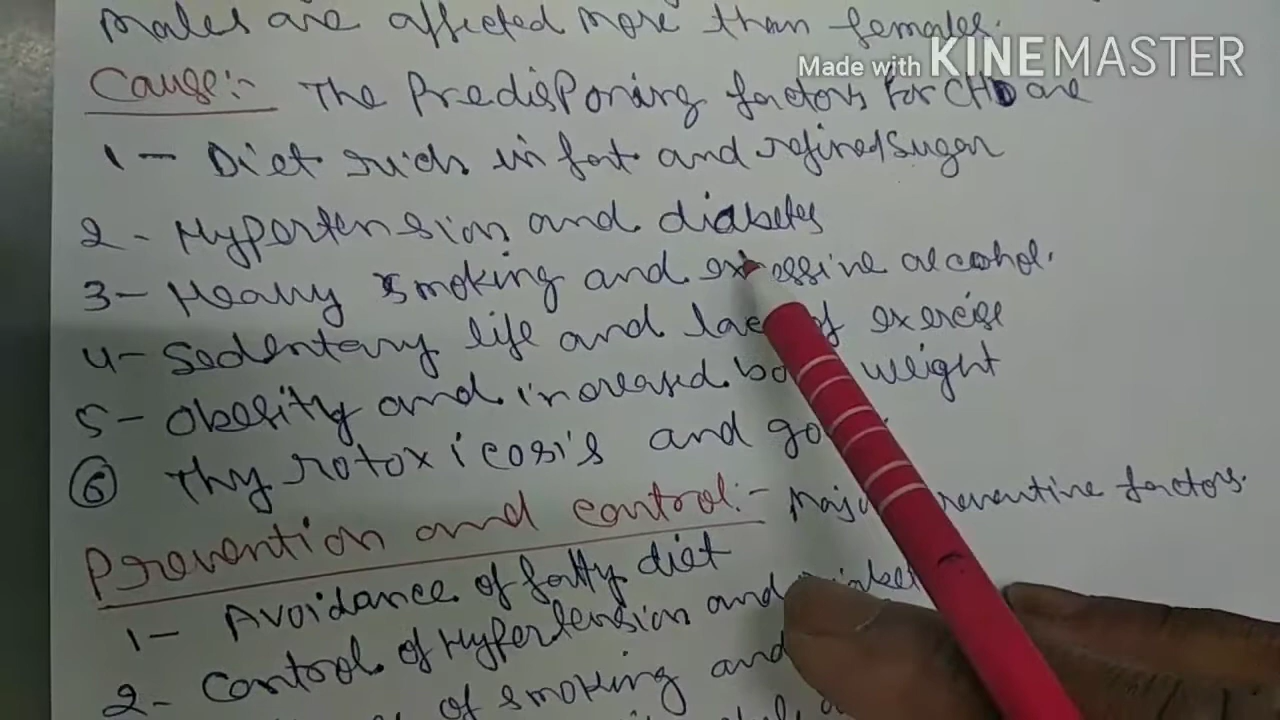 Males are affected more than females.
Made with KINEMASTER
Cause:- The Predisposing factors for CHD are
1- Diet rich in fat and refined sugar
2- Hypertension and diabetes
3- Heavy smoking and excessive alcohol.
4- Sedentary life and lack of exercise
5- Obesity and increased body weight
6 Thyrotoxicosis and
Prevention and control:- Major preventive factors.
1- Avoidance of fatty diet
2- Control of Hypertension and
of smoking and